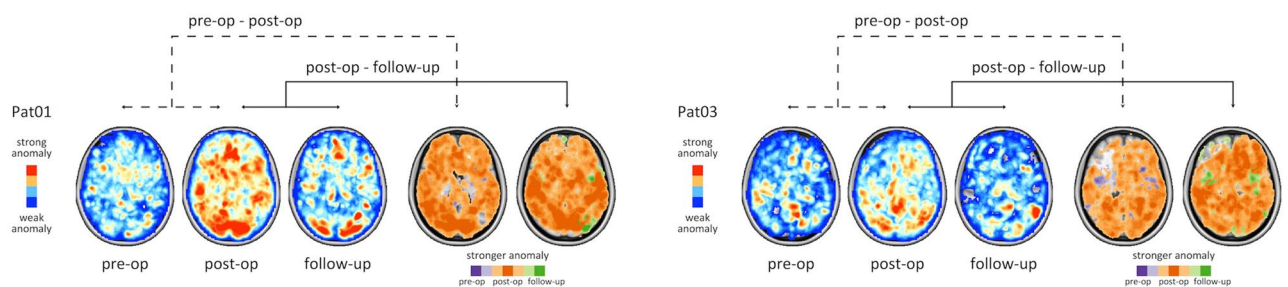 pre-op - post-op
post-op - follow-up
Pat01
strong
anomaly
weak
anomaly
pre-op
post-op
follow-up
stronger anomaly
pre-op
post-op
follow-up
pre-op - post-op
post-op - follow-up
Pat03
strong
anomaly
weak
anomaly
pre-op
post-op
follow-up
stronger anomaly
pre-op
post-op
follow-up